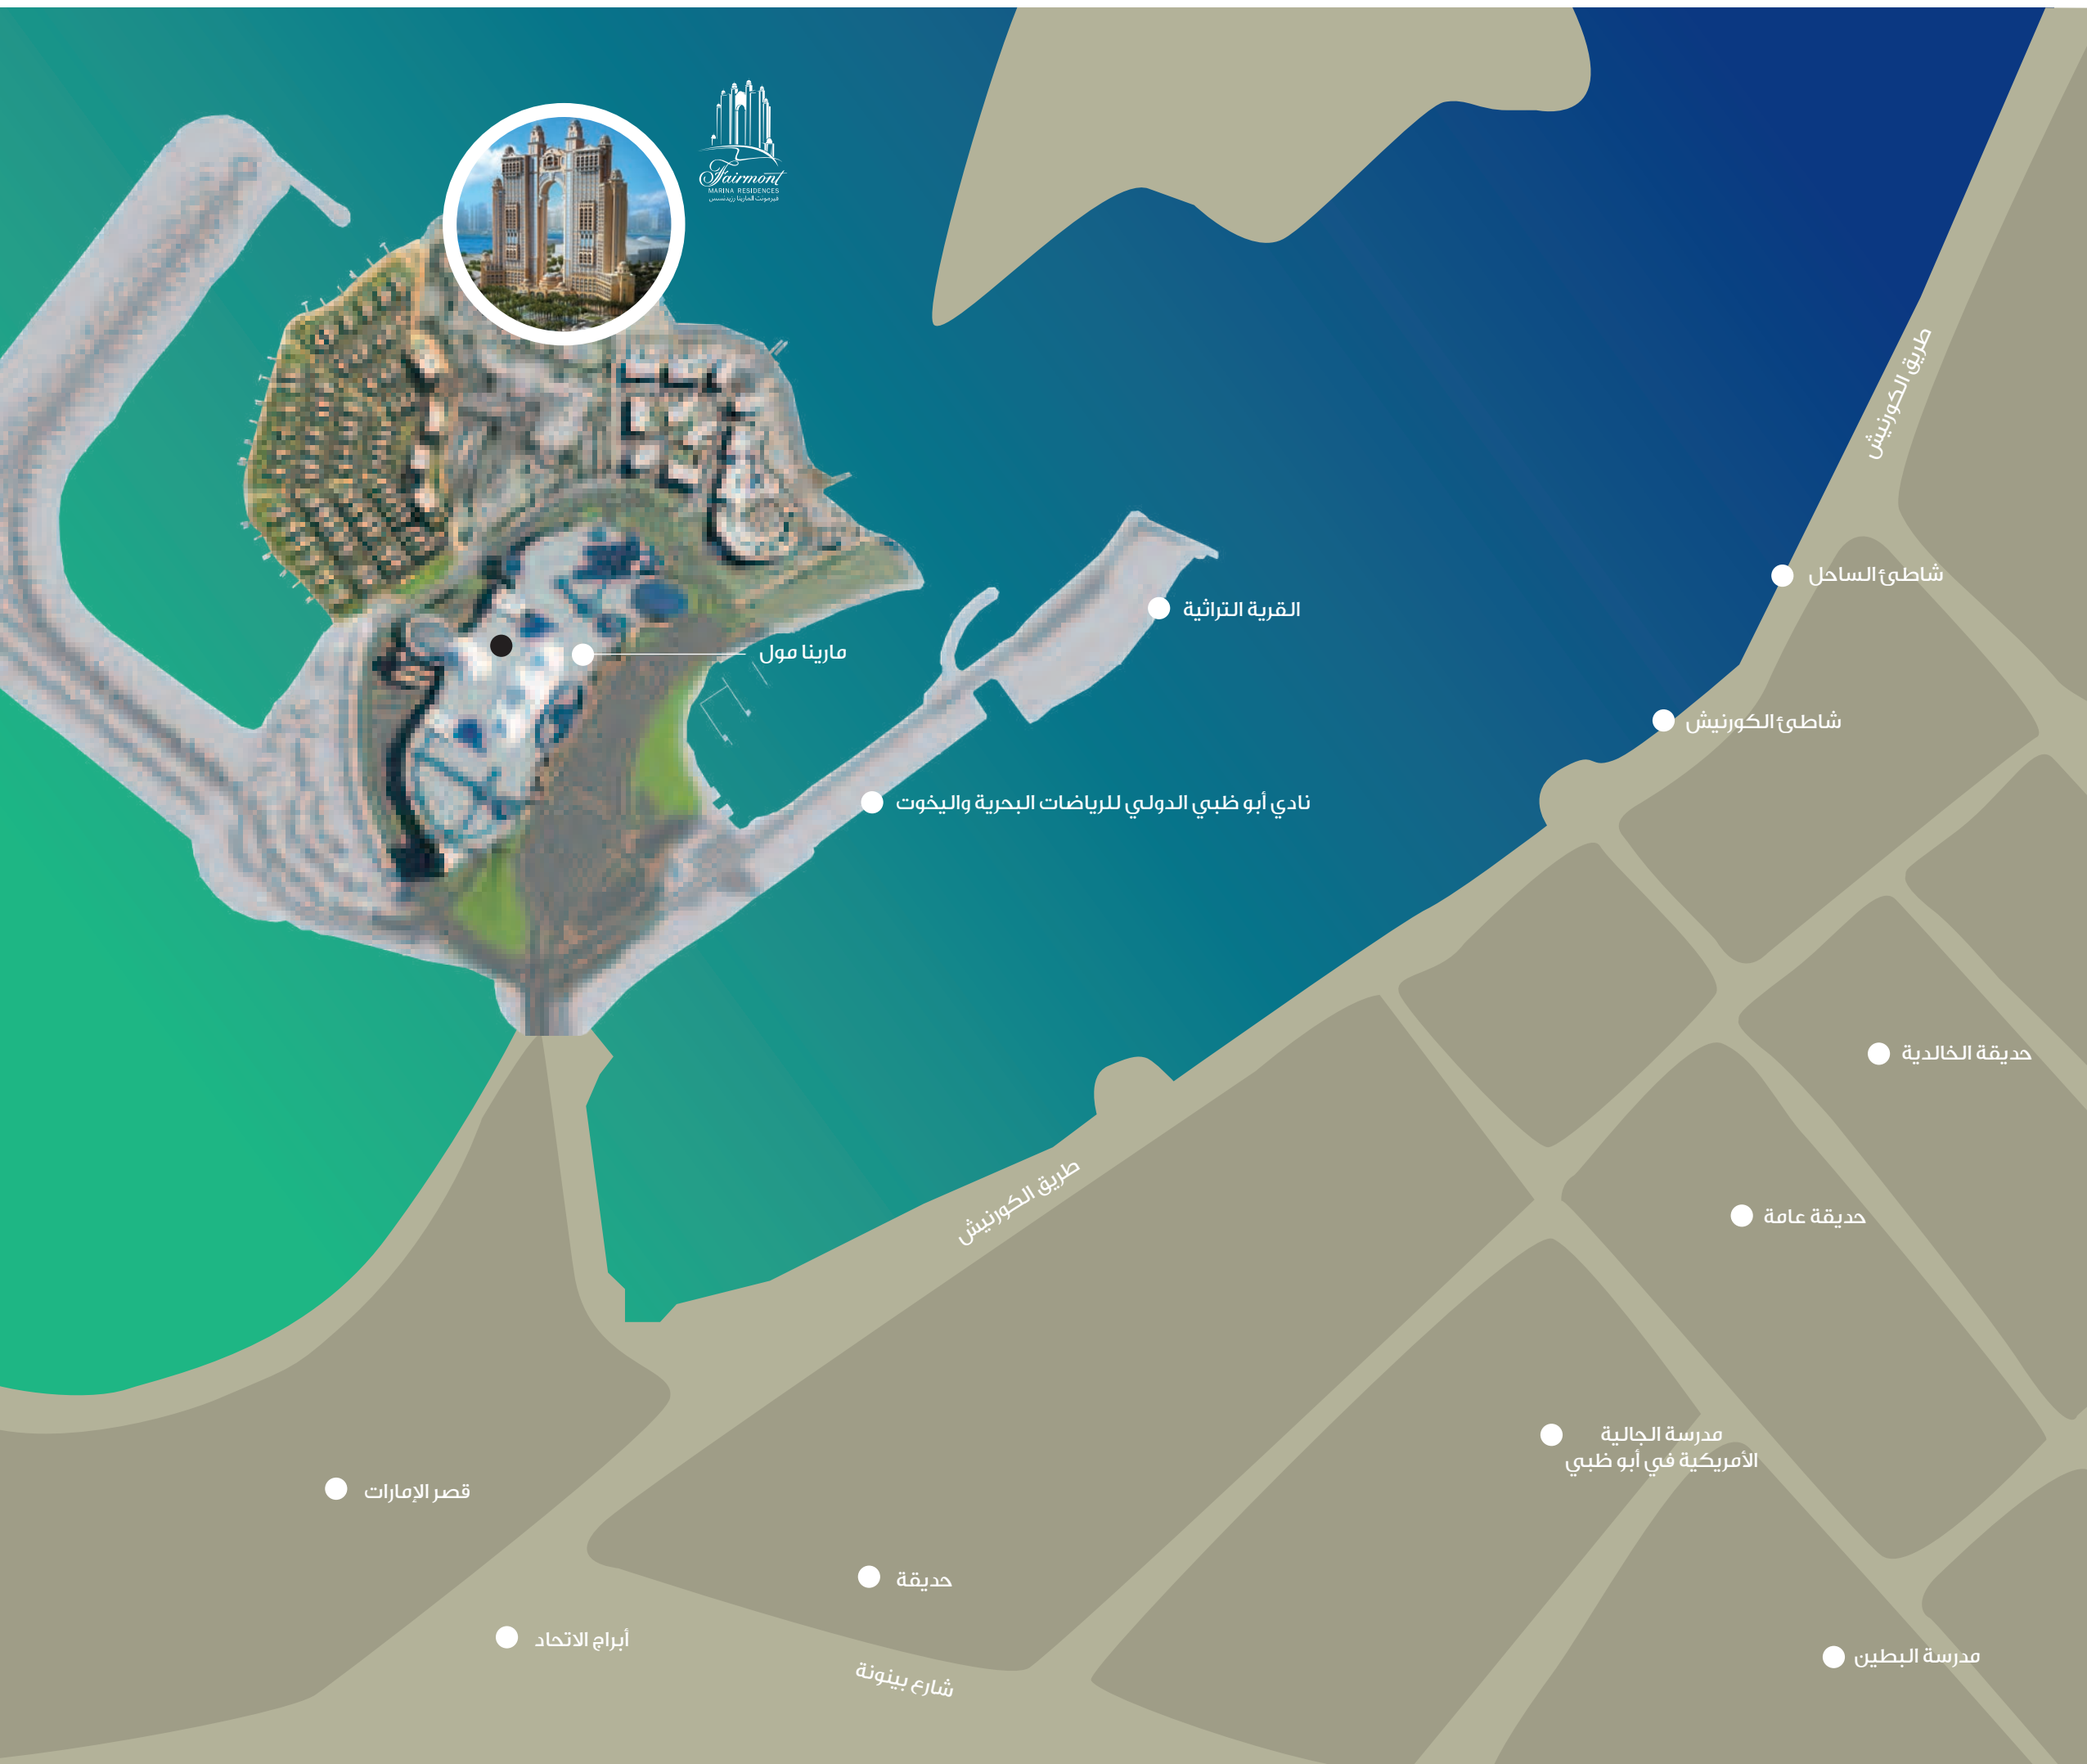 Fairmont
MARINA RESIDENCES
فيرمونت المارينا رزيدنسس
طريق الكورنيش
شاطئ الساحل
القرية التراثية
مارينا مول
شاطئ الكورنيش
نادي أبو ظبي الدولي للرياضات البحرية واليخوت
حديقة الخالدية
طريق الكورنيش
حديقة عامة
مدرسة الجالية
الأمريكية في أبو ظبي
قصر الإمارات
حديقة
أبراج الاتحاد
شارع بينونة
مدرسة البطين